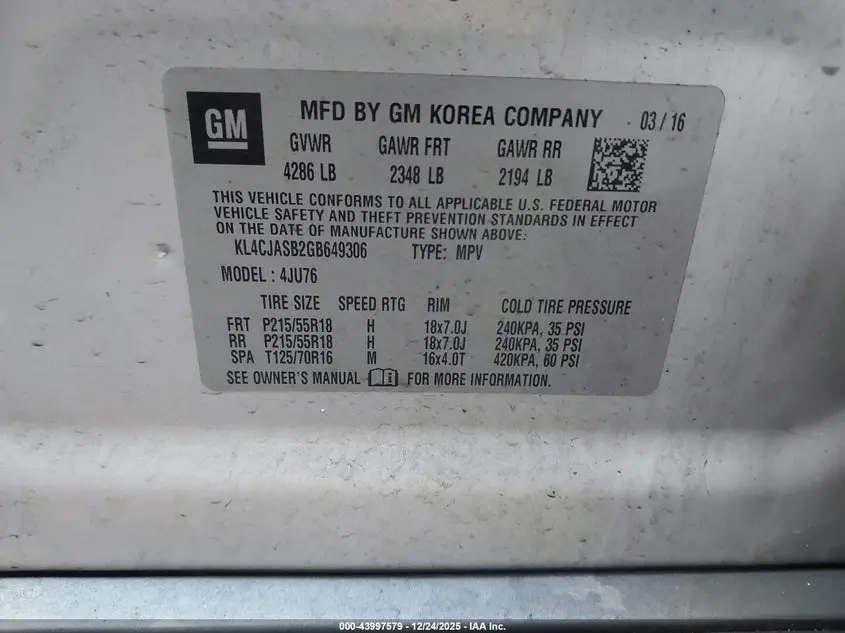 GM
MFD BY GM KOREA COMPANY 03 / 16
GVWR GAWR FRT GAWR RR
4286 LB 2348 LB 2194 LB
THIS VEHICLE CONFORMS TO ALL APPLICABLE U.S. FEDERAL MOTOR
VEHICLE SAFETY AND THEFT PREVENTION STANDARDS IN EFFECT
ON THE DATE OF MANUFACTURE SHOWN ABOVE:
KL4CJASB2GB649306 TYPE: MPV
MODEL : 4JU76
TIRE SIZE SPEED RTG RIM COLD TIRE PRESSURE
FRT P215/55R18 H 18x7.0J 240KPA, 35 PSI
RR P215/55R18 H 18x7.0J 240KPA, 35 PSI
SPA T125/70R16 M 16x4.0T 420KPA, 60 PSI
SEE OWNER'S MANUAL FOR MORE INFORMATION.
000-43997579 - 12/24/2025 - IAA Inc.